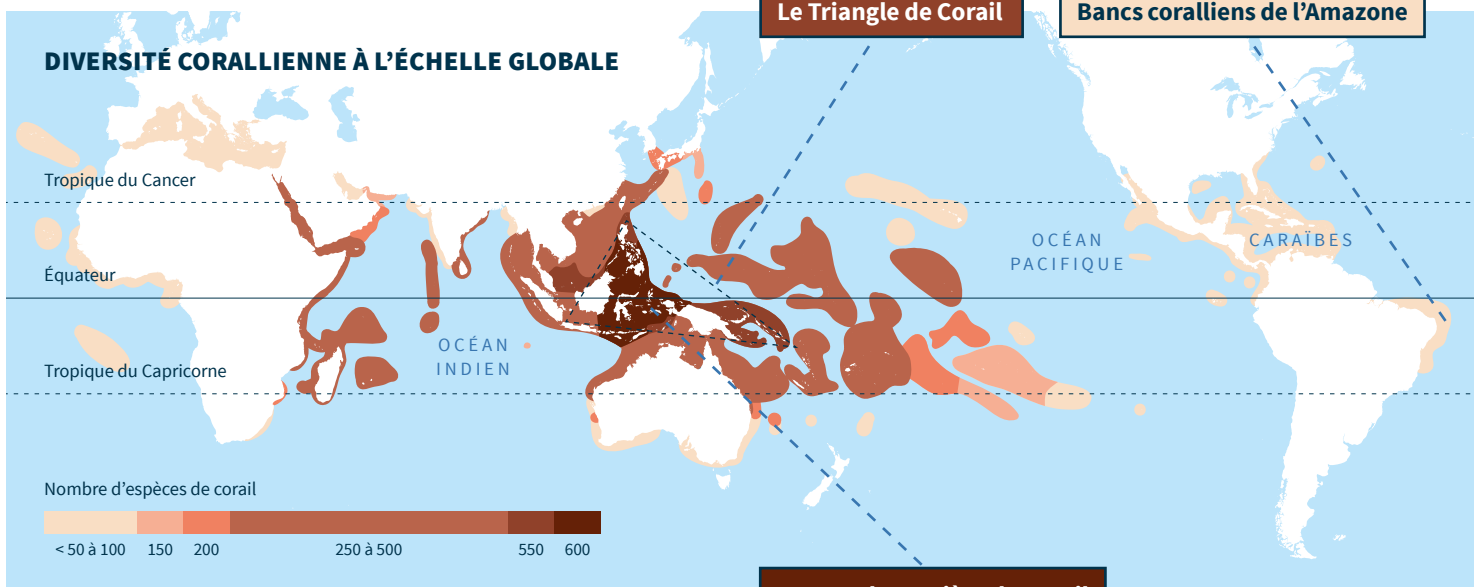 Le Triangle de Corail
Bancs coralliens de l’Amazone
DIVERSITÉ CORALLIENNE À L’ÉCHELLE GLOBALE
Tropique du Cancer
OCÉAN
PACIFIQUE
CARAÏBES
Équateur
OCÉAN
INDIEN
Tropique du Capricorne
Nombre d’espèces de corail
< 50 à 100
150
200
250 à 500
550
600